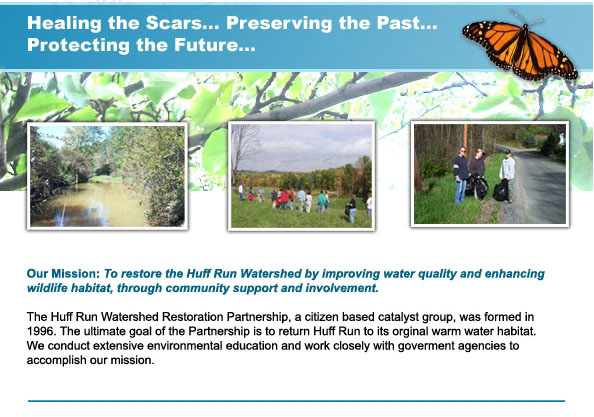 Healing the Scars... Preserving the Past...
Protecting the Future...
Our Mission: To restore the Huff Run Watershed by improving water quality and enhancing
wildlife habitat, through community support and involvement.
The Huff Run Watershed Restoration Partnership, a citizen based catalyst group, was formed in
1996. The ultimate goal of the Partnership is to return Huff Run to its orginal warm water habitat.
We conduct extensive environmental education and work closely with goverment agencies to
accomplish our mission.